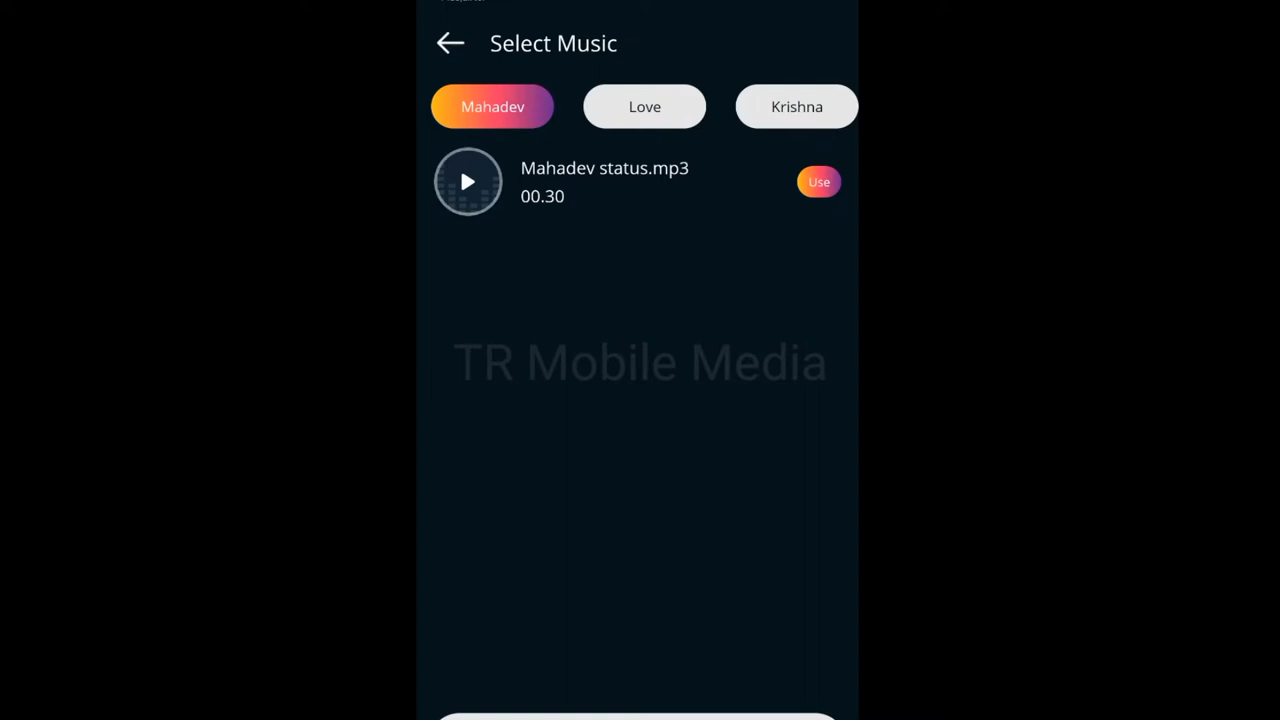 Select Music
Mahadev Love Krishna
Mahadev status.mp3
00.30
Use
TR Mobile Media